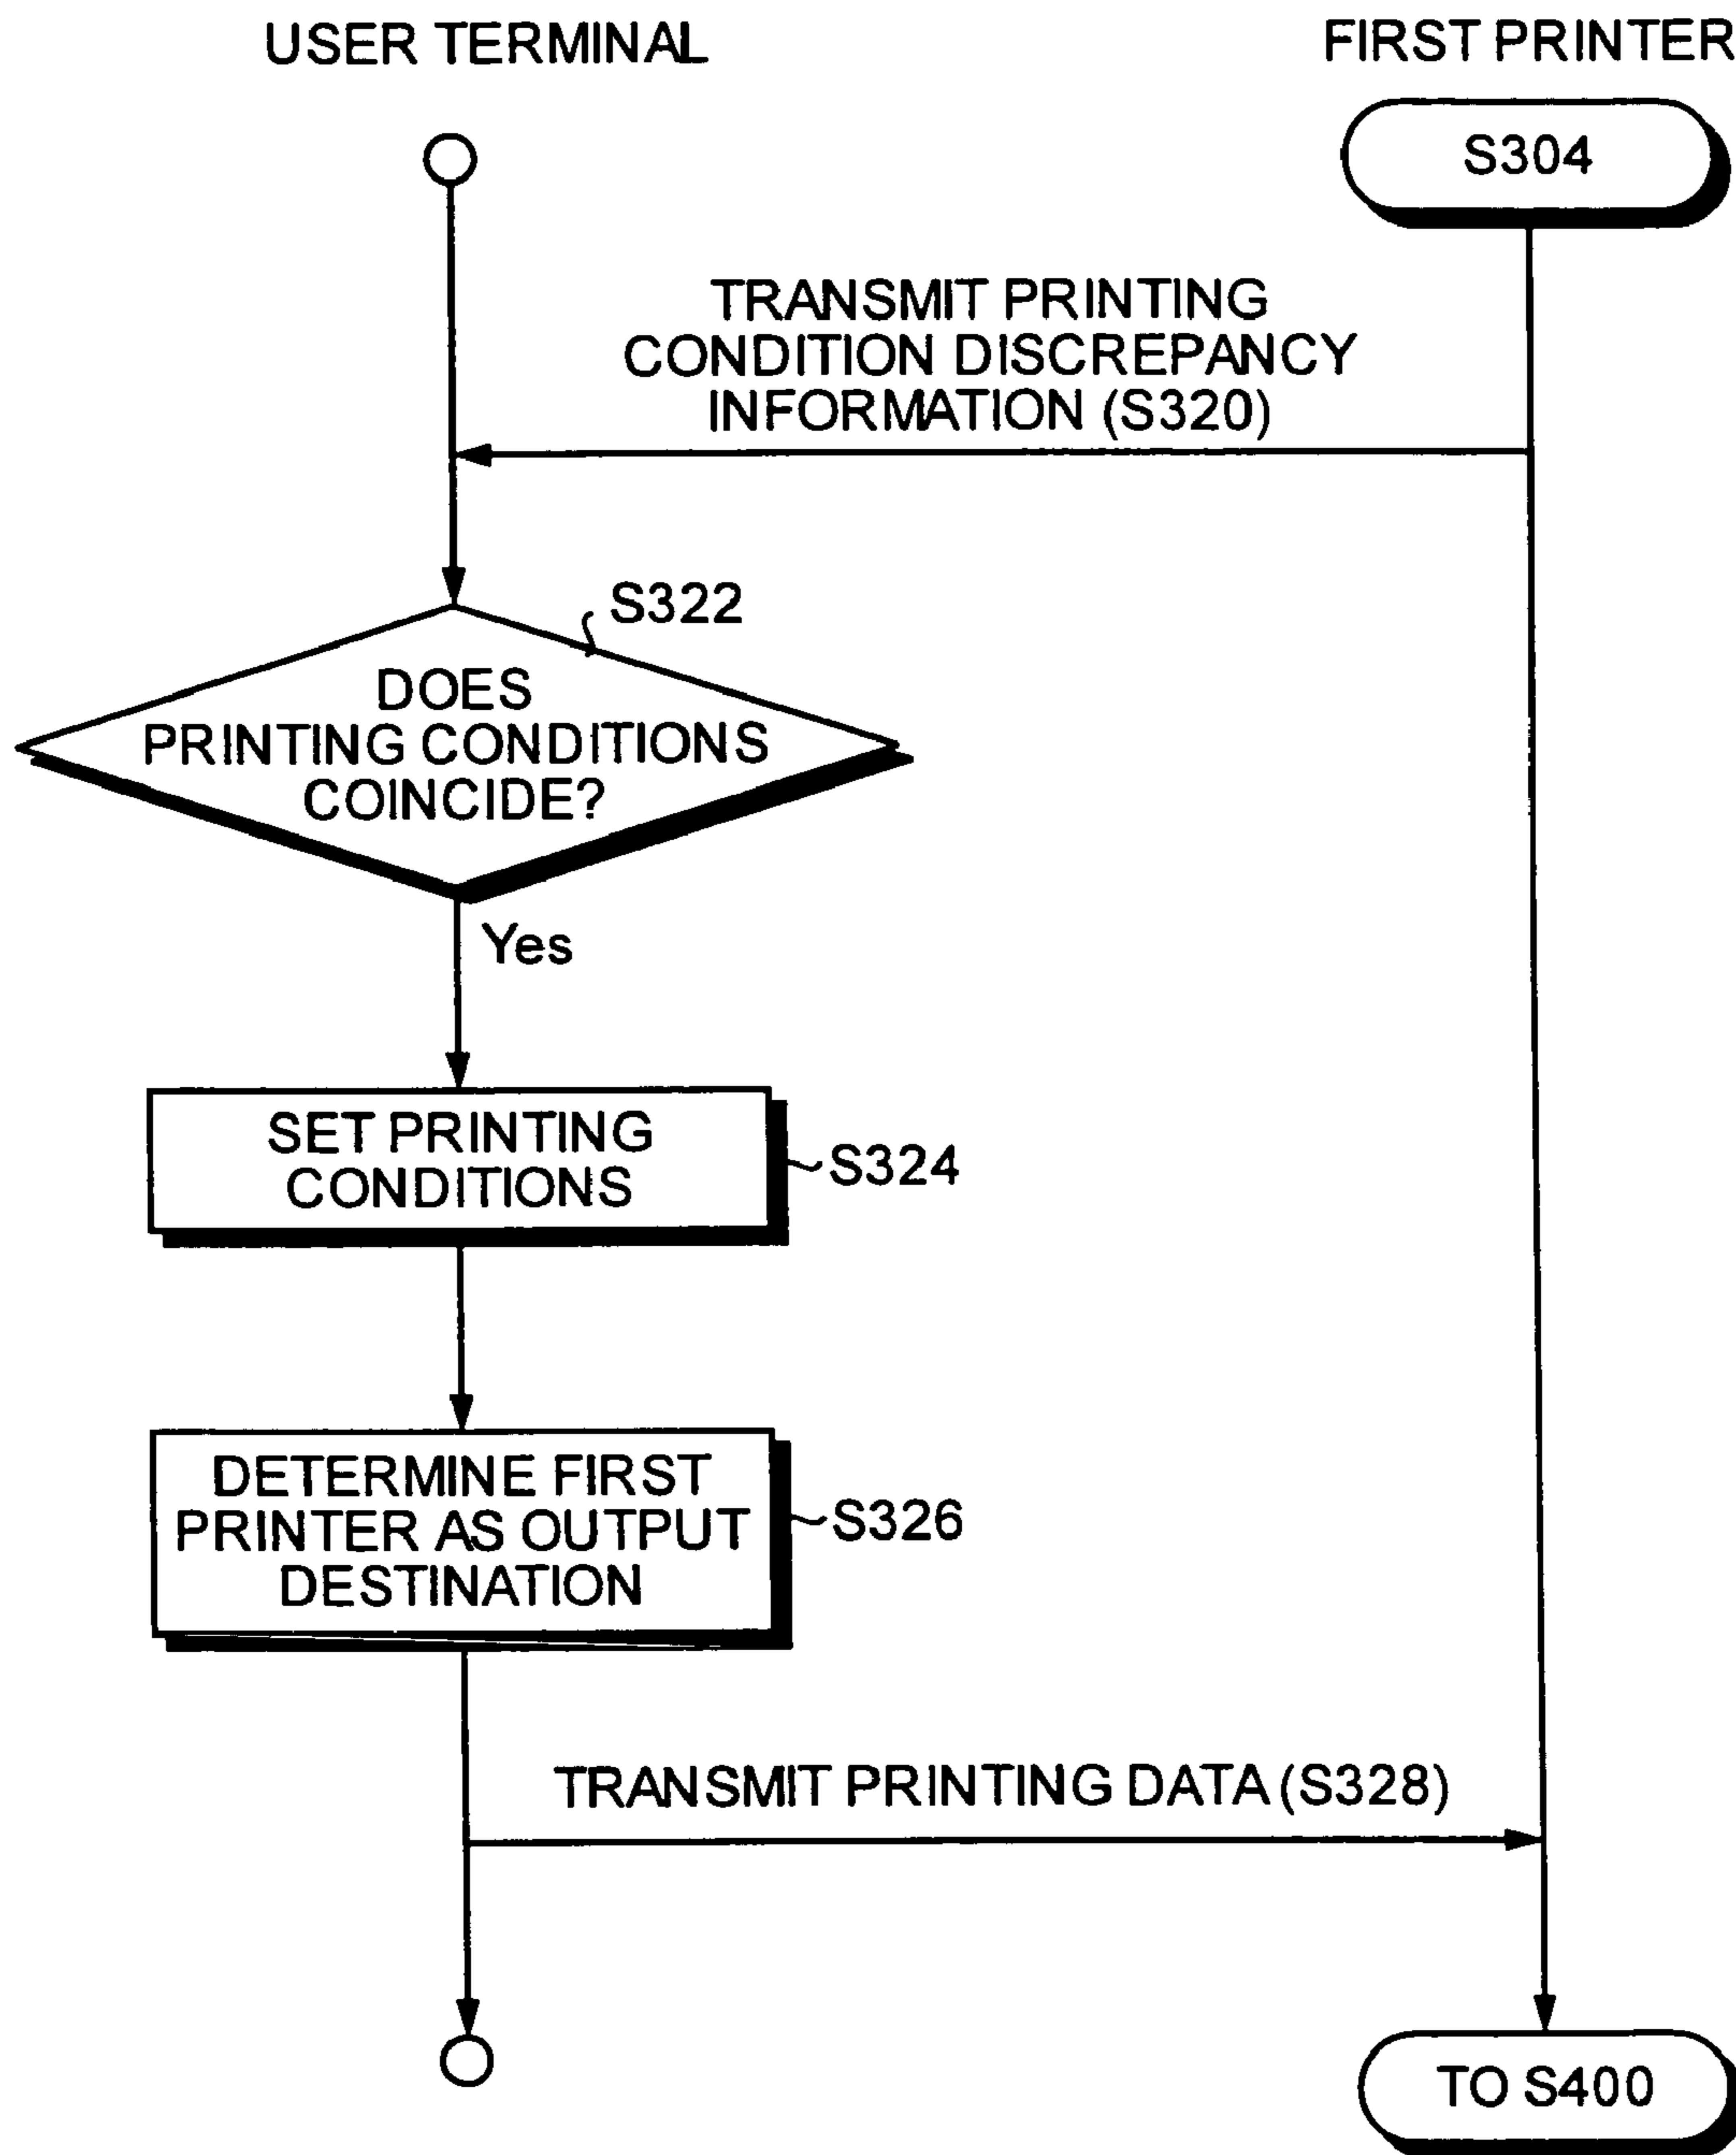 USER TERMINAL
FIRST PRINTER
S304
TRANSMIT PRINTING
CONDITION DISCREPANCY
INFORMATION (S320)
S322
DOES
PRINTING CONDITIONS
COINCIDE?
Yes
SET PRINTING
CONDITIONS
S324
DETERMINE FIRST
PRINTER AS OUTPUT
DESTINATION
S326
TRANSMIT PRINTING DATA (S328)
TO S400